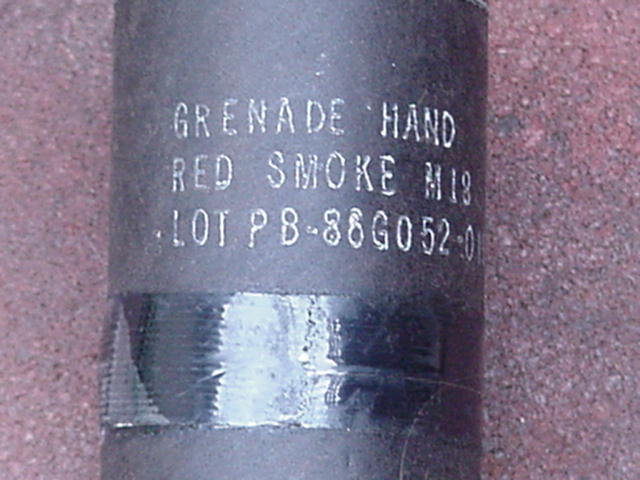 GRENADE HAND
RED SMOKE M18
LOT PB-86G052-01